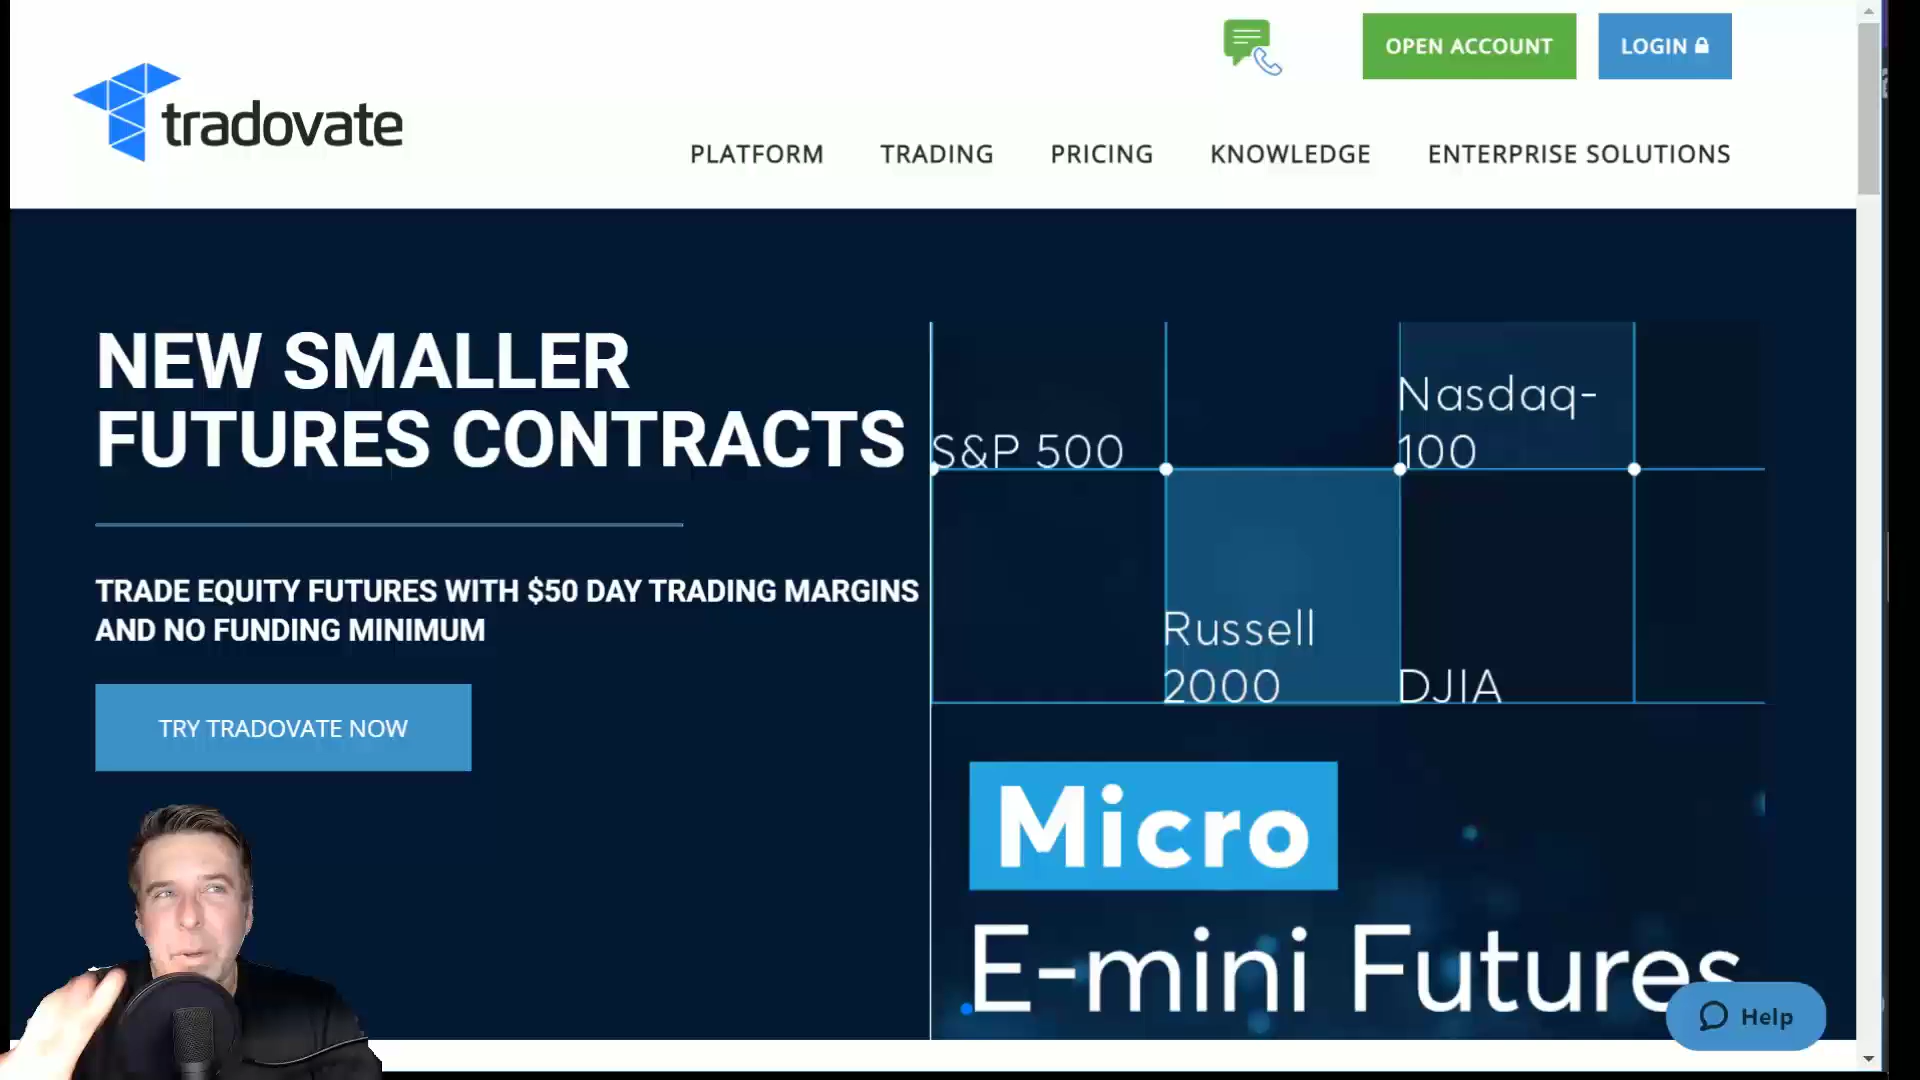 OPEN ACCOUNT
LOGIN
tradovate
PLATFORM TRADING PRICING KNOWLEDGE ENTERPRISE SOLUTIONS
NEW SMALLER
FUTURES CONTRACTS
TRADE EQUITY FUTURES WITH $50 DAY TRADING MARGINS
AND NO FUNDING MINIMUM
TRY TRADOVATE NOW
S&P 500
Nasdaq-
100
Russell
2000
DJIA
Micro
E-mini Futures
Help